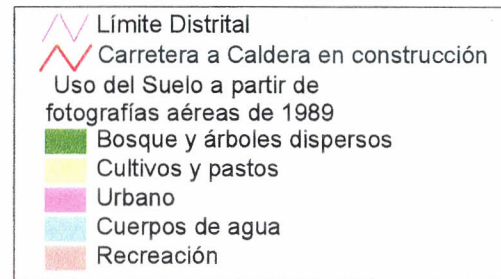 Límite Distrital
Carretera a Caldera en construcción
Uso del Suelo a partir de
fotografías aéreas de 1989
Bosque y árboles dispersos
Cultivos y pastos
Urbano
Cuerpos de agua
Recreación